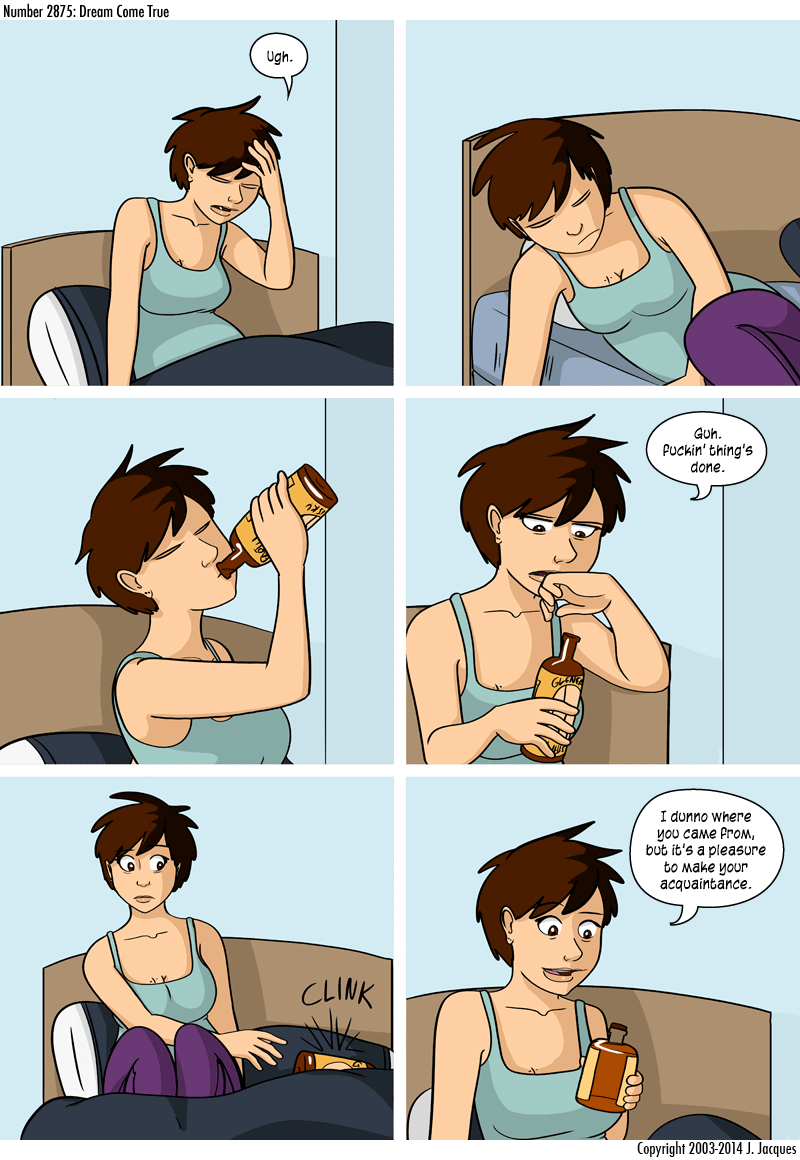 Number 2875: Dream Come True
Ugh.
Guh.
Fuckin' thing's
done.
GLENF
CLINK
I dunno where
you came from,
but it's a pleasure
to make your
acquaintance.
Copyright 2003-2014 J. Jacques